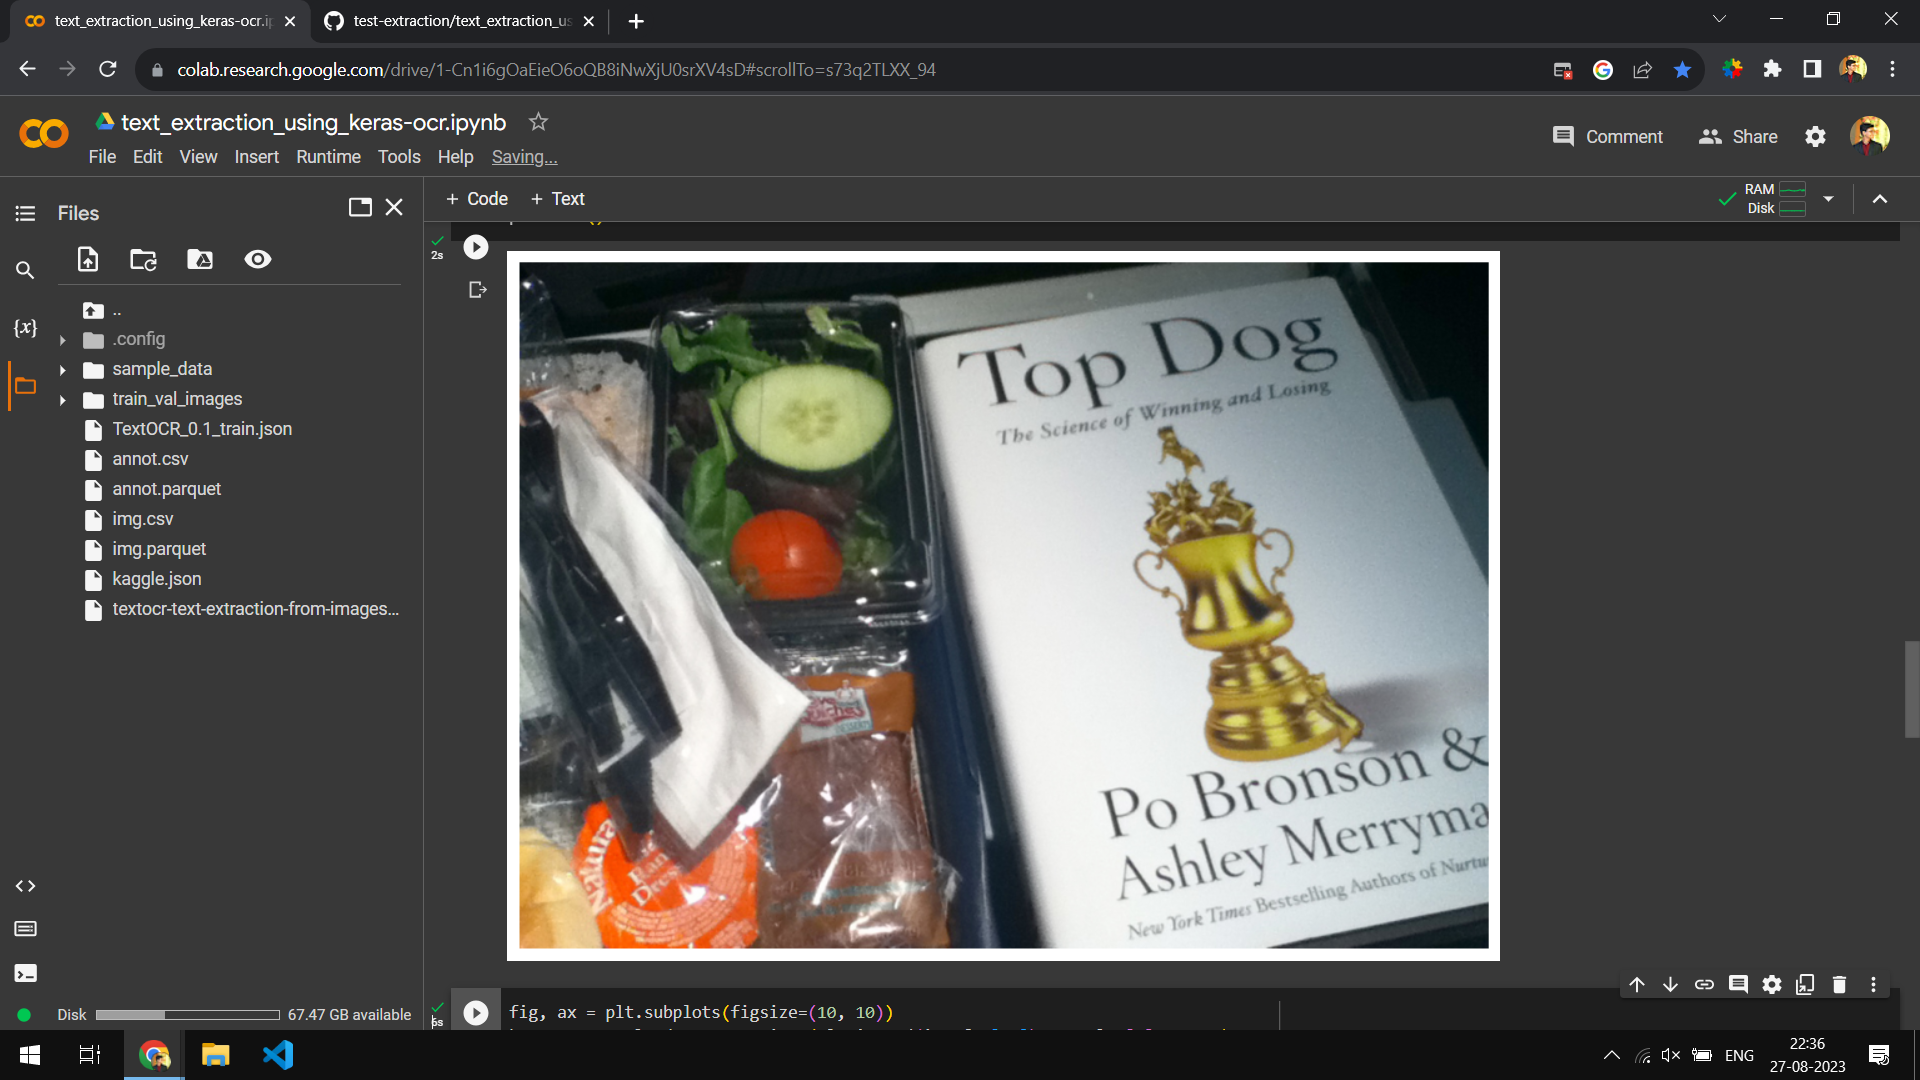 text_extraction_using_keras-ocr.ip
test-extraction/text_extraction_us
colab.research.google.com/drive/1-Cn1i6gOaEieO6oQB8iNwXjU0srXV4sD#scrollTo=s73q2TLXX_94
text_extraction_using_keras-ocr.ipynb
File Edit View Insert Runtime Tools Help Saving...
Comment Share
Files
+ Code + Text
RAM
Disk
2s
{x}
..
.config
sample_data
train_val_images
TextOCR_0.1_train.json
annot.csv
annot.parquet
img.csv
img.parquet
kaggle.json
textocr-text-extraction-from-images...
Top Dog
The Science of Winning and Losing
Po Bronson &
Ashley Merryma
New York Times Bestselling Authors of Nurtu
Disk 67.47 GB available
6s
fig, ax = plt.subplots(figsize=(10, 10))
ENG
22:36
27-08-2023